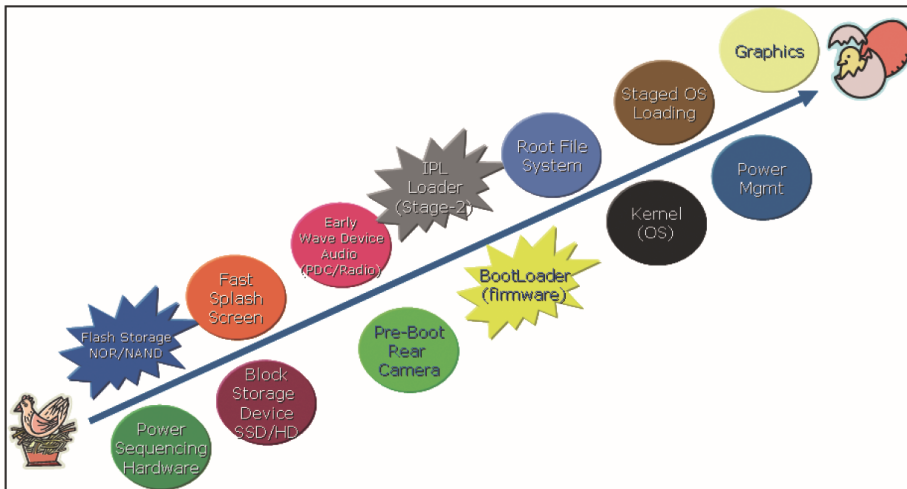 Graphics
Staged OS
Loading
Root File
System
Power
Mgmt
IPL
Loader
(Stage-2)
Kernel
(OS)
Early
Wave Device
Audio
(PDC/Radio)
BootLoader
(firmware)
Fast
Splash
Screen
Flash Storage
NOR/NAND
Pre-Boot
Rear
Camera
Block
Storage
Device
SSD/HD
Power
Sequencing
Hardware